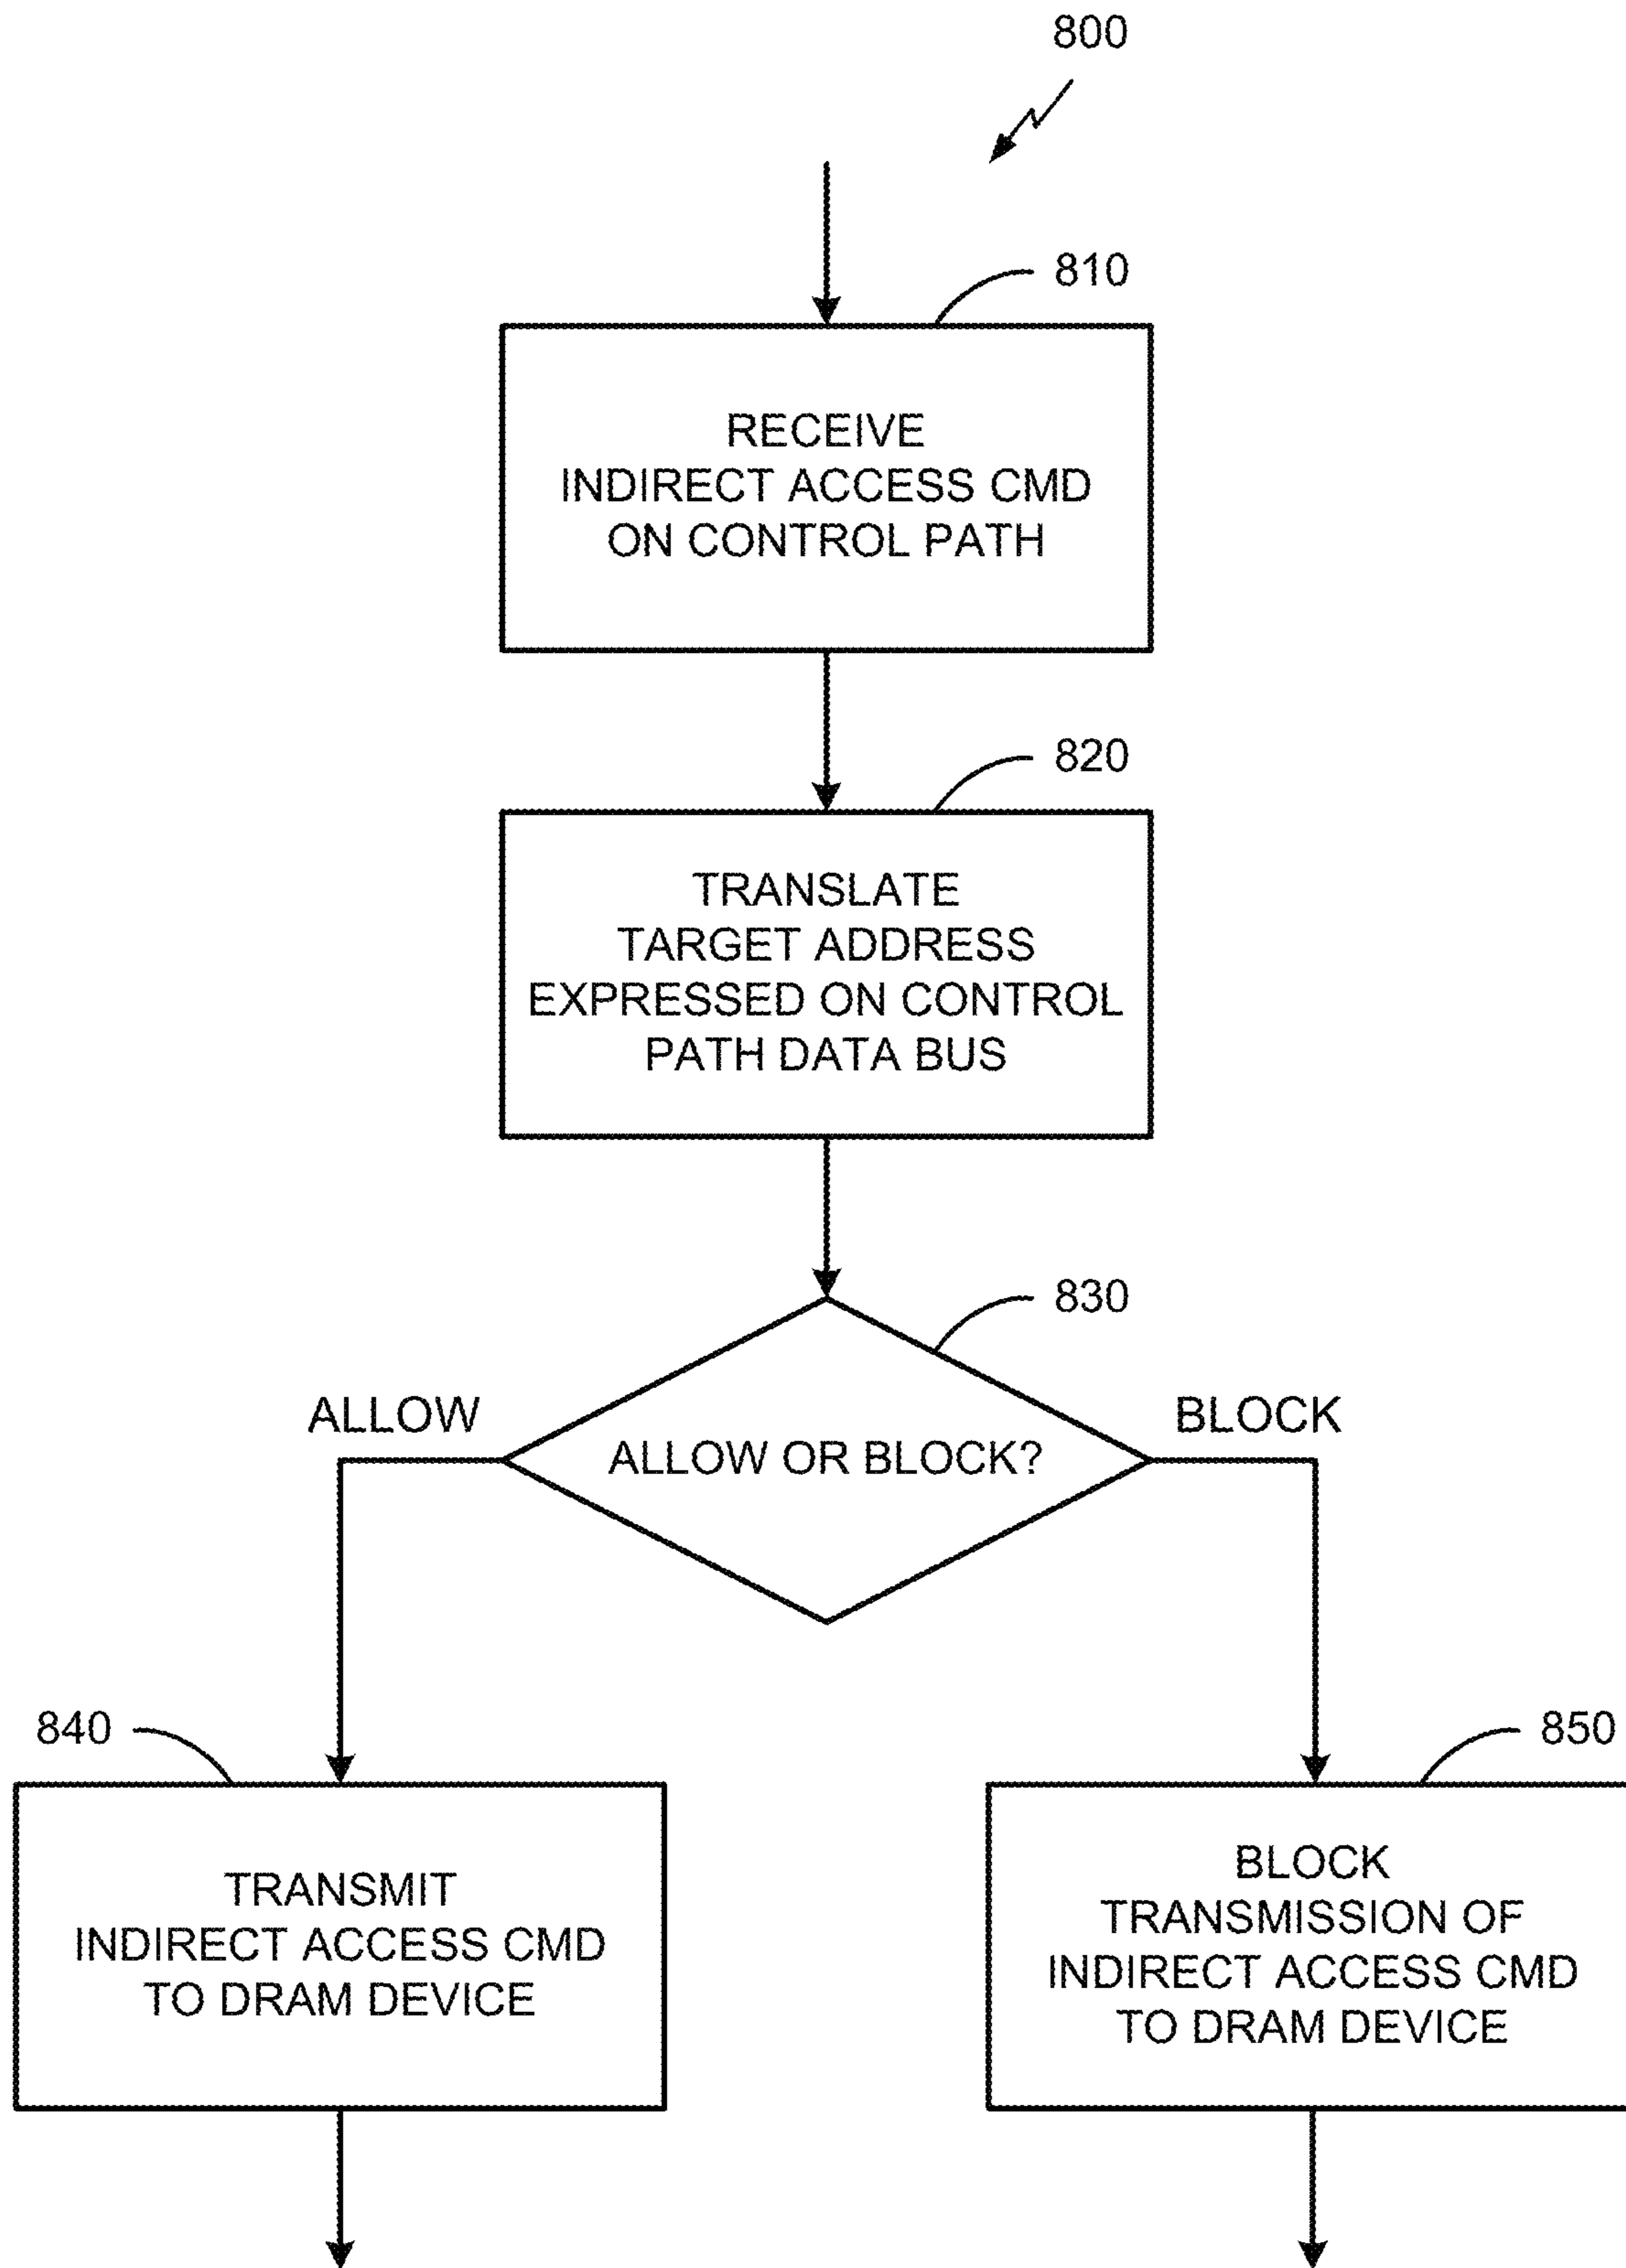 800
810
RECEIVE
INDIRECT ACCESS CMD
ON CONTROL PATH
820
TRANSLATE
TARGET ADDRESS
EXPRESSED ON CONTROL
PATH DATA BUS
830
ALLOW
BLOCK
ALLOW OR BLOCK?
840
850
TRANSMIT
INDIRECT ACCESS CMD
TO DRAM DEVICE
BLOCK
TRANSMISSION OF
INDIRECT ACCESS CMD
TO DRAM DEVICE